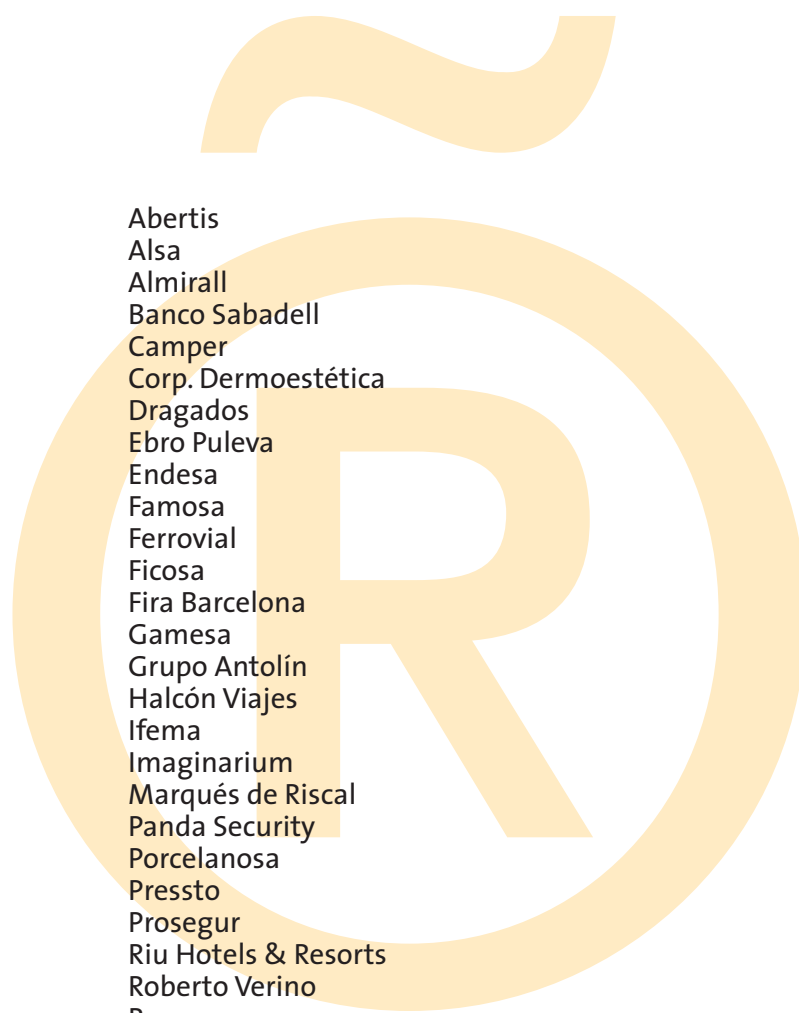 Abertis
Alsa
Almirall
Banco Sabadell
Camper
Corp. Dermoestética
Dragados
Ebro Puleva
Endesa
Famosa
Ferrovial
Ficosa
Fira Barcelona
Gamesa
Grupo Antolín
Halcón Viajes
Ifema
Imaginarium
Marqués de Riscal
Panda Security
Porcelanosa
Pressto
Prosegur
Riu Hotels & Resorts
Roberto Verino